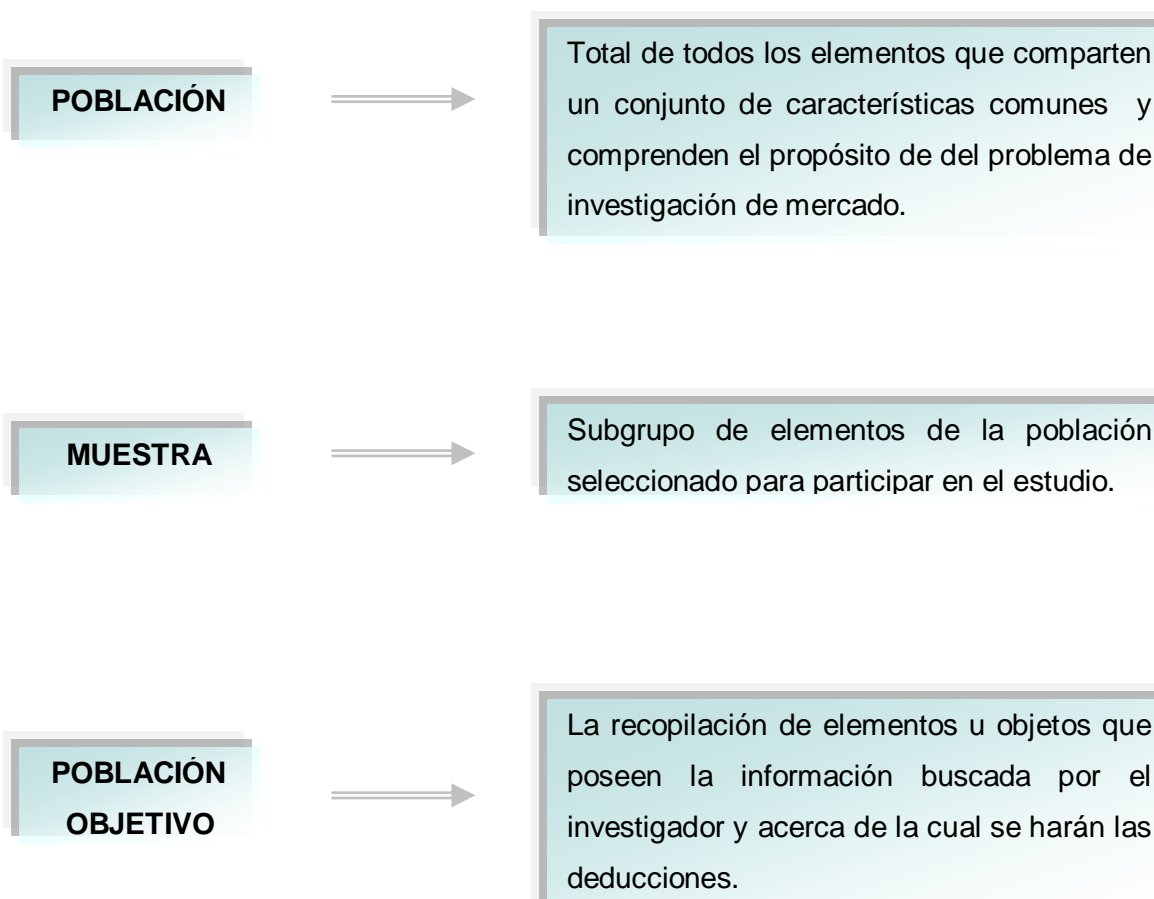 POBLACIÓN
Total de todos los elementos que comparten
un conjunto de características comunes y
comprenden el propósito de del problema de
investigación de mercado.
MUESTRA
Subgrupo de elementos de la población
seleccionado para participar en el estudio.
POBLACIÓN
OBJETIVO
La recopilación de elementos u objetos que
poseen la información buscada por el
investigador y acerca de la cual se harán las
deducciones.